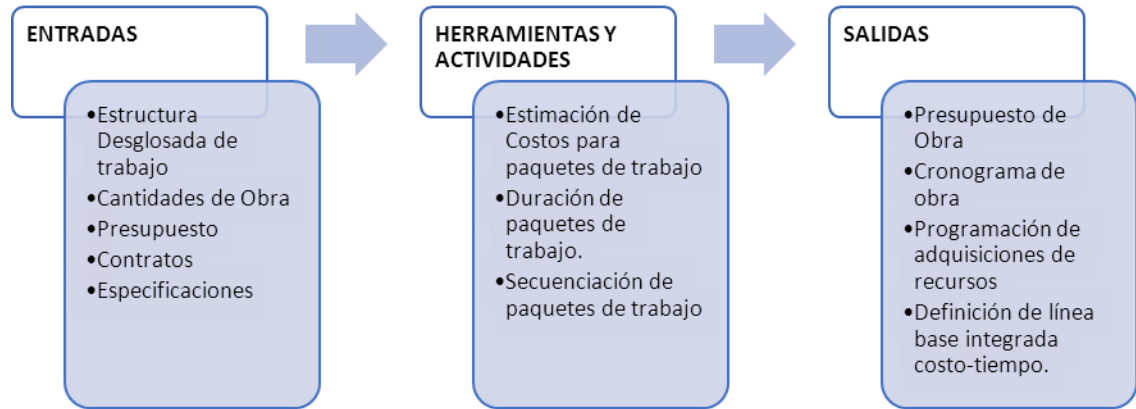 ENTRADAS
•Estructura
Desglosada de
trabajo
•Cantidades de Obra
•Presupuesto
•Contratos
•Especificaciones
HERRAMIENTAS Y
ACTIVIDADES
•Estimación de
Costos para
paquetes de trabajo
•Duración de
paquetes de
trabajo.
•Secuenciación de
paquetes de trabajo
SALIDAS
•Presupuesto de
Obra
•Cronograma de
obra
•Programación de
adquisiciones de
recursos
•Definición de línea
base integrada
costo-tiempo.